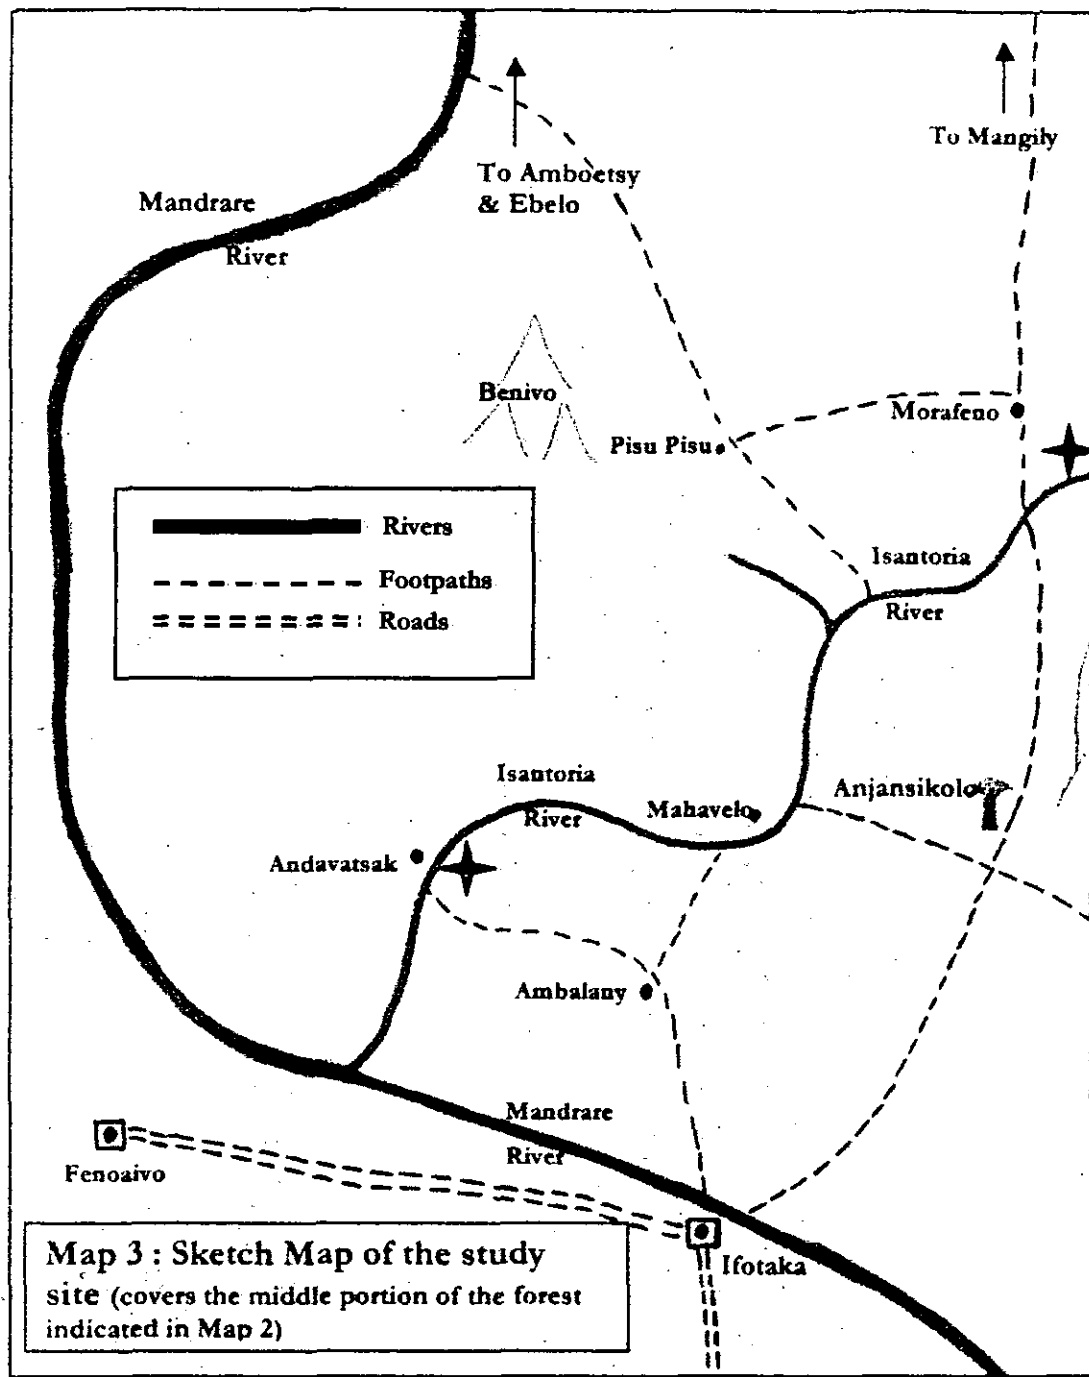 To Mangily
To Amboetsy
& Ebelo
Mandrare
River
Benivo
Morafeno
Pisu Pisu
Rivers
Footpaths
Roads
Isantoria
River
Isantoria
River
Mahavelo
Anjansikolo
Andavatsak
Ambalany
Mandrare
River
Fenoaivo
Ifotaka
Map 3 : Sketch Map of the study
site (covers the middle portion of the forest
indicated in Map 2)